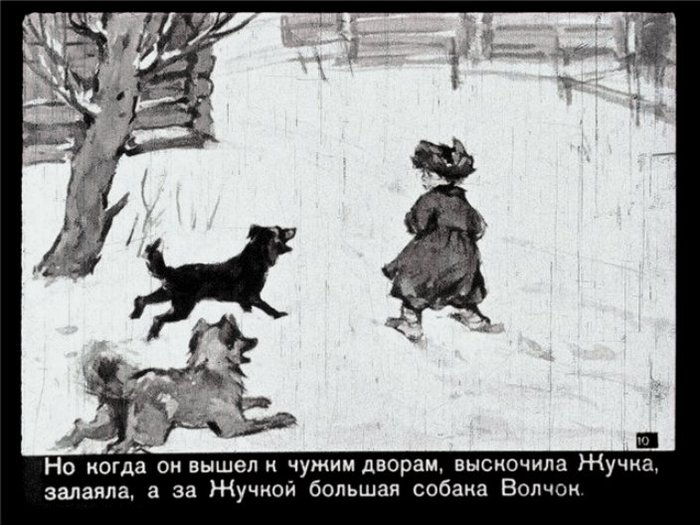 10
Но когда он вышел к чужим дворам, выскочила Жучка,
залаяла, а за Жучкой большая собака Волчок.